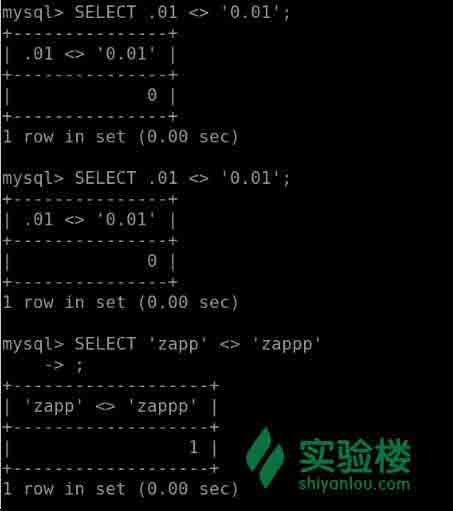 mysql> SELECT .01 <> '0.01';
+---------------+
| .01 <> '0.01' |
+---------------+
|             0 |
+---------------+
1 row in set (0.00 sec)
mysql> SELECT .01 <> '0.01';
+---------------+
| .01 <> '0.01' |
+---------------+
|             0 |
+---------------+
1 row in set (0.00 sec)
mysql> SELECT 'zapp' <> 'zappp'
    -> ;
+-------------------+
| 'zapp' <> 'zappp' |
+-------------------+
|                 1 |
+-------------------+
1 row in set (0.00 sec)
实验楼
shiyanlou.com